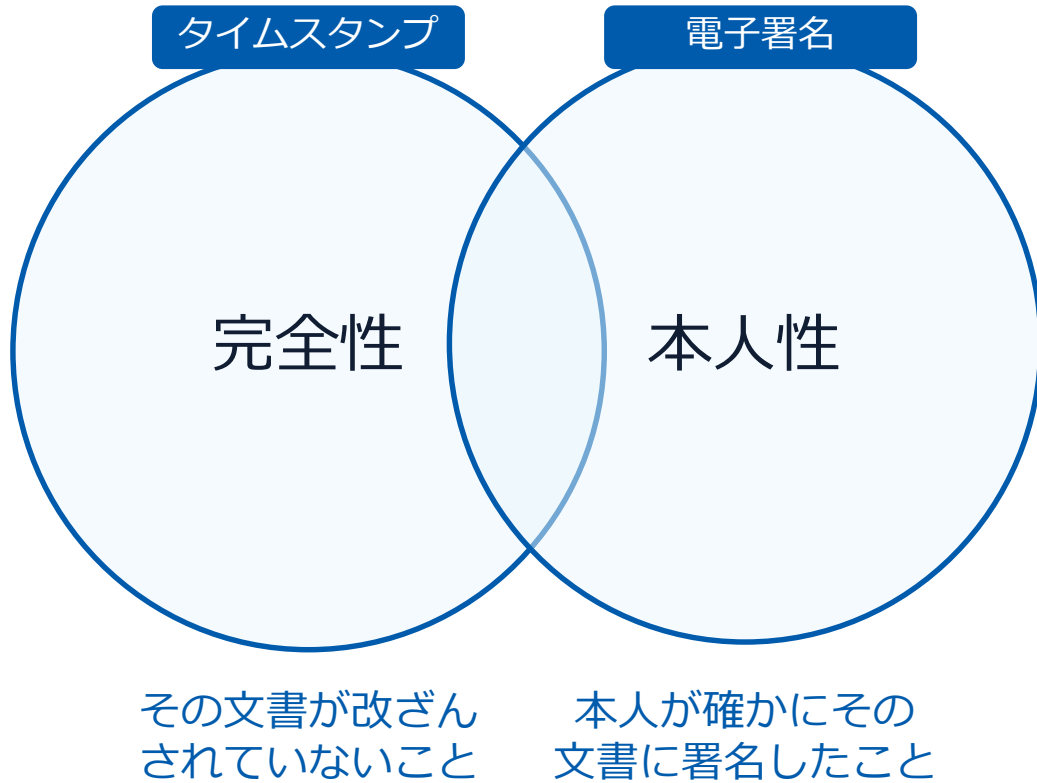 タイムスタンプ
電子署名
完全性
本人性
その文書が改ざん
されていないこと
本人が確かにその
文書に署名したこと